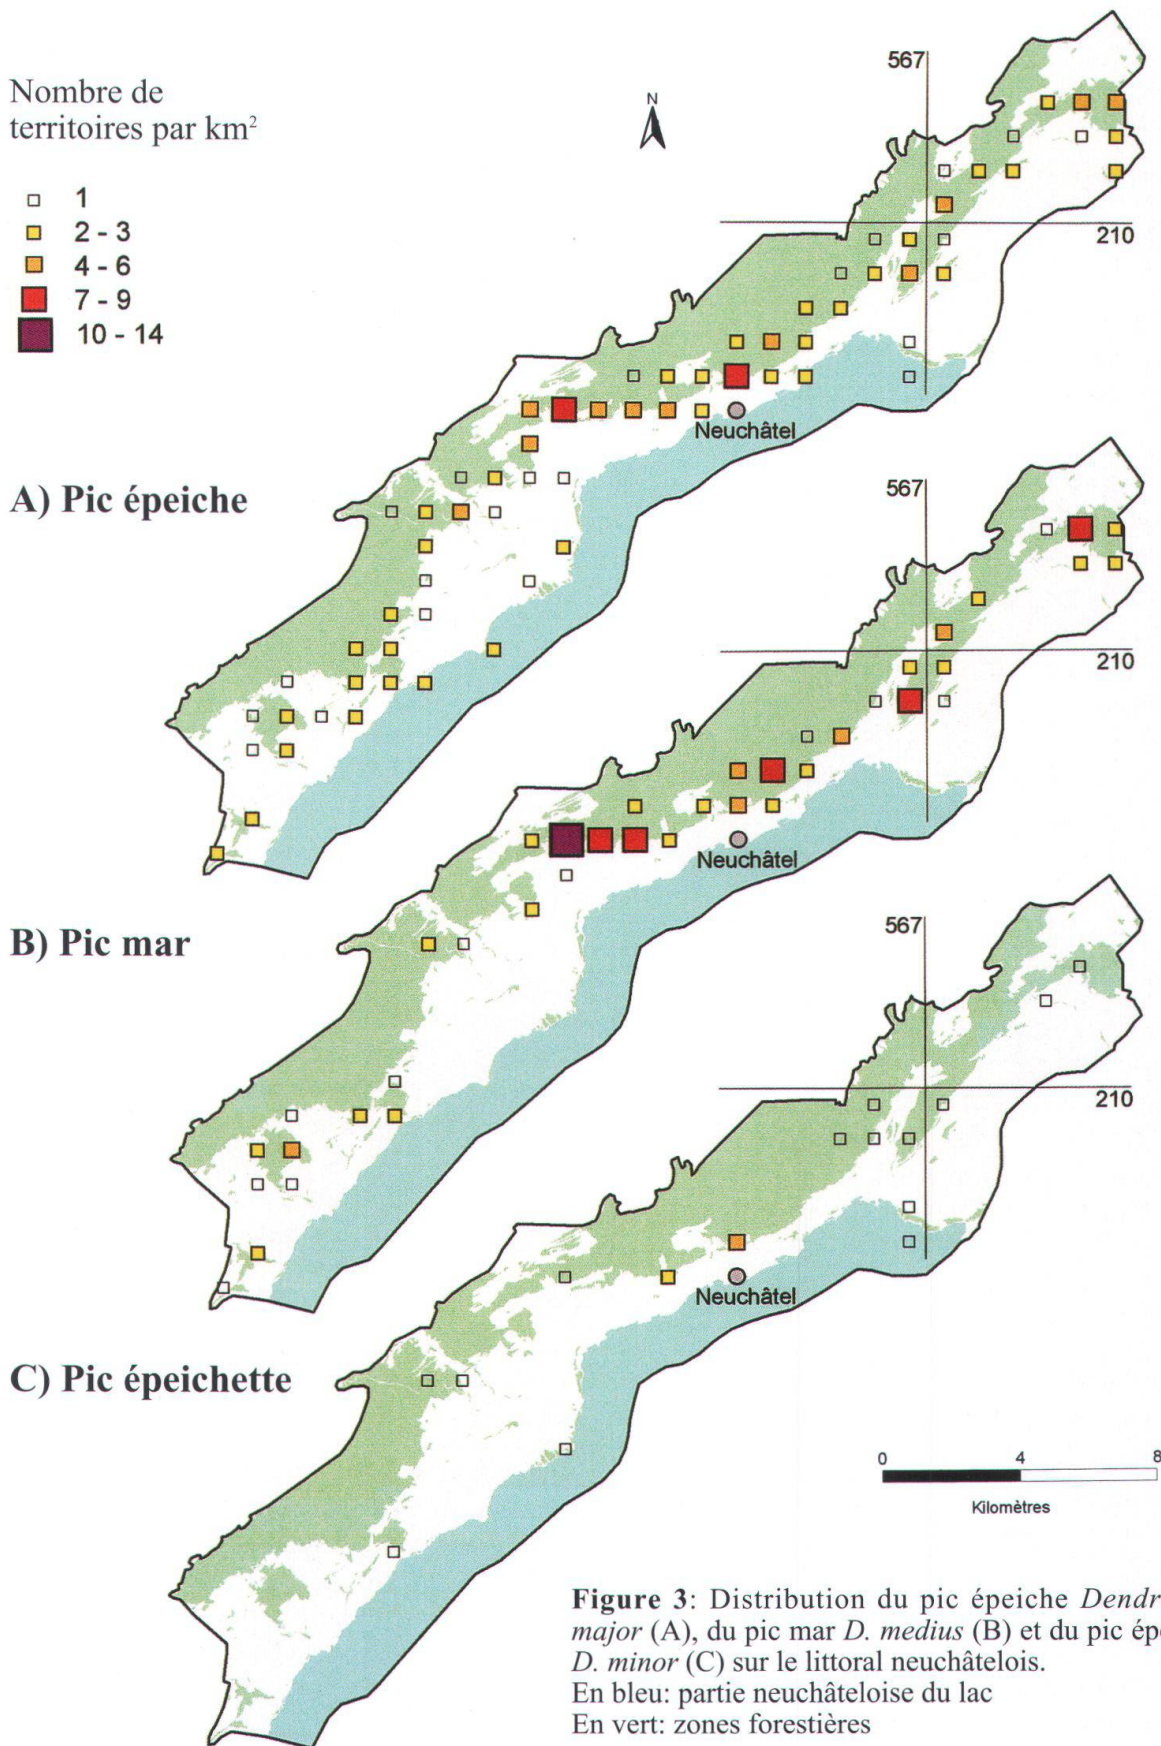 Nombre de
territoires par km²
1
2 - 3
4 - 6
7 - 9
10 - 14
N
567
210
Neuchâtel
A) Pic épeiche
567
210
Neuchâtel
B) Pic mar
567
210
Neuchâtel
C) Pic épeichette
0 4 8
Kilomètres
Figure 3: Distribution du pic épeiche
major (A), du pic mar D. medius (B) et du pic
D. minor (C) sur le littoral neuchâtelois.
En bleu: partie neuchâteloise du lac
En vert: zones forestières